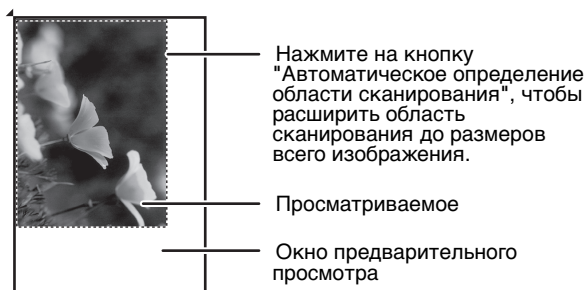 Нажмите на кнопку
"Автоматическое определение
области сканирования", чтобы
расширить область
сканирования до размеров
всего изображения.
Просматриваемое
Окно предварительного
просмотра